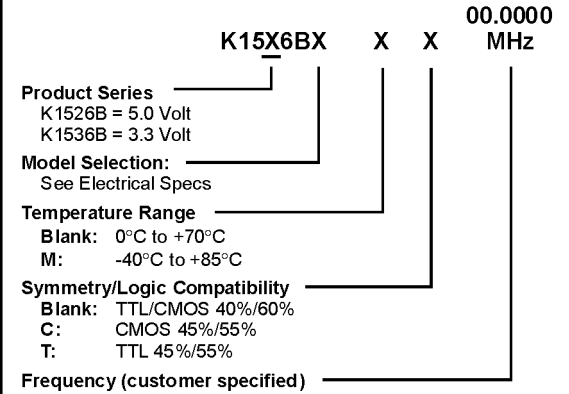 00.0000
K15X6BX X X MHz
Product Series
K1526B = 5.0 Volt
K1536B = 3.3 Volt
Model Selection:
See Electrical Specs
Temperature Range
Blank: 0°C to +70°C
M: -40°C to +85°C
Symmetry/Logic Compatibility
Blank: TTL/CMOS 40%/60%
C: CMOS 45%/55%
T: TTL 45%/55%
Frequency (customer specified)